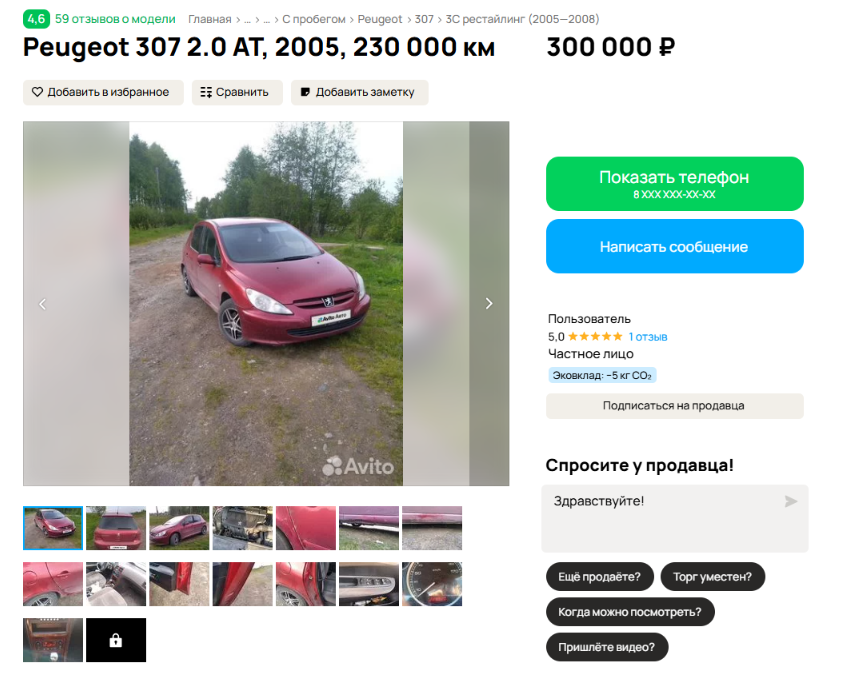 4,6 59 отзывов о модели Главная › ... › ... › С пробегом › Peugeot › 307 › 3С рестайлинг (2005—2008)
Peugeot 307 2.0 AT, 2005, 230 000 км
300 000 ₽
Добавить в избранное
Сравнить
Добавить заметку
Avito Авто
Avito
Показать телефон
8 XXX XXX-XX-XX
Написать сообщение
Пользователь
5,0 1 отзыв
Частное лицо
Эковклад: −5 кг CO₂
Подписаться на продавца
Спросите у продавца!
Здравствуйте!
Ещё продаёте?
Торг уместен?
Когда можно посмотреть?
Пришлёте видео?